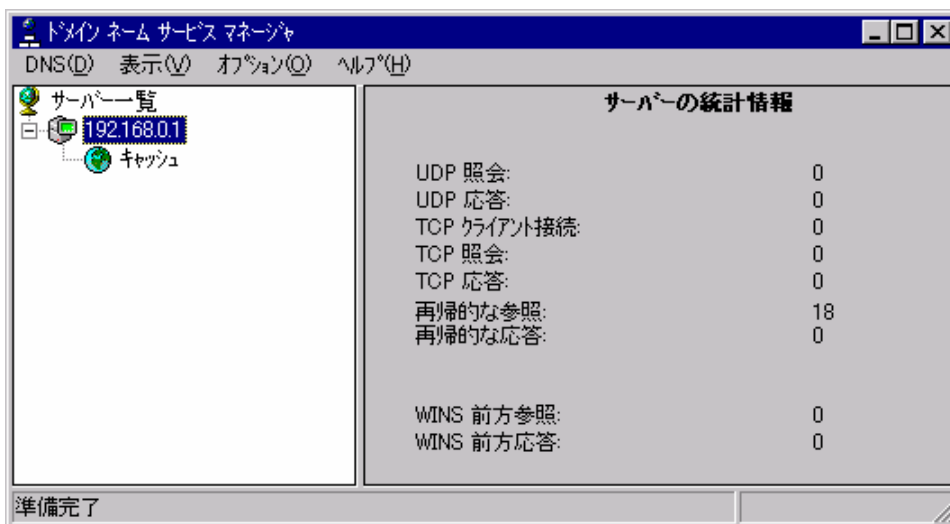 ドメイン ネーム サービス マネージャ
DNS(D) 表示(V) オプション(O) ヘルプ(H)
サーバー一覧
192.168.0.1
キャッシュ
サーバーの統計情報
UDP 照会: 0
UDP 応答: 0
TCP クライアント接続: 0
TCP 照会: 0
TCP 応答: 0
再帰的な参照: 18
再帰的な応答: 0
WINS 前方参照: 0
WINS 前方応答: 0
準備完了